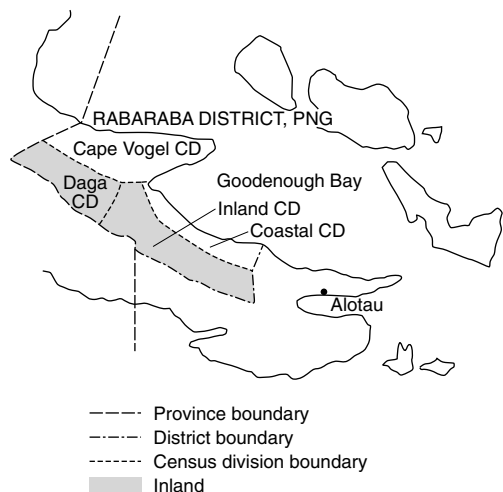 RABARABA DISTRICT, PNG
Cape Vogel CD
Daga
CD
Goodenough Bay
Inland CD
Coastal CD
Alotau
Province boundary
District boundary
Census division boundary
Inland